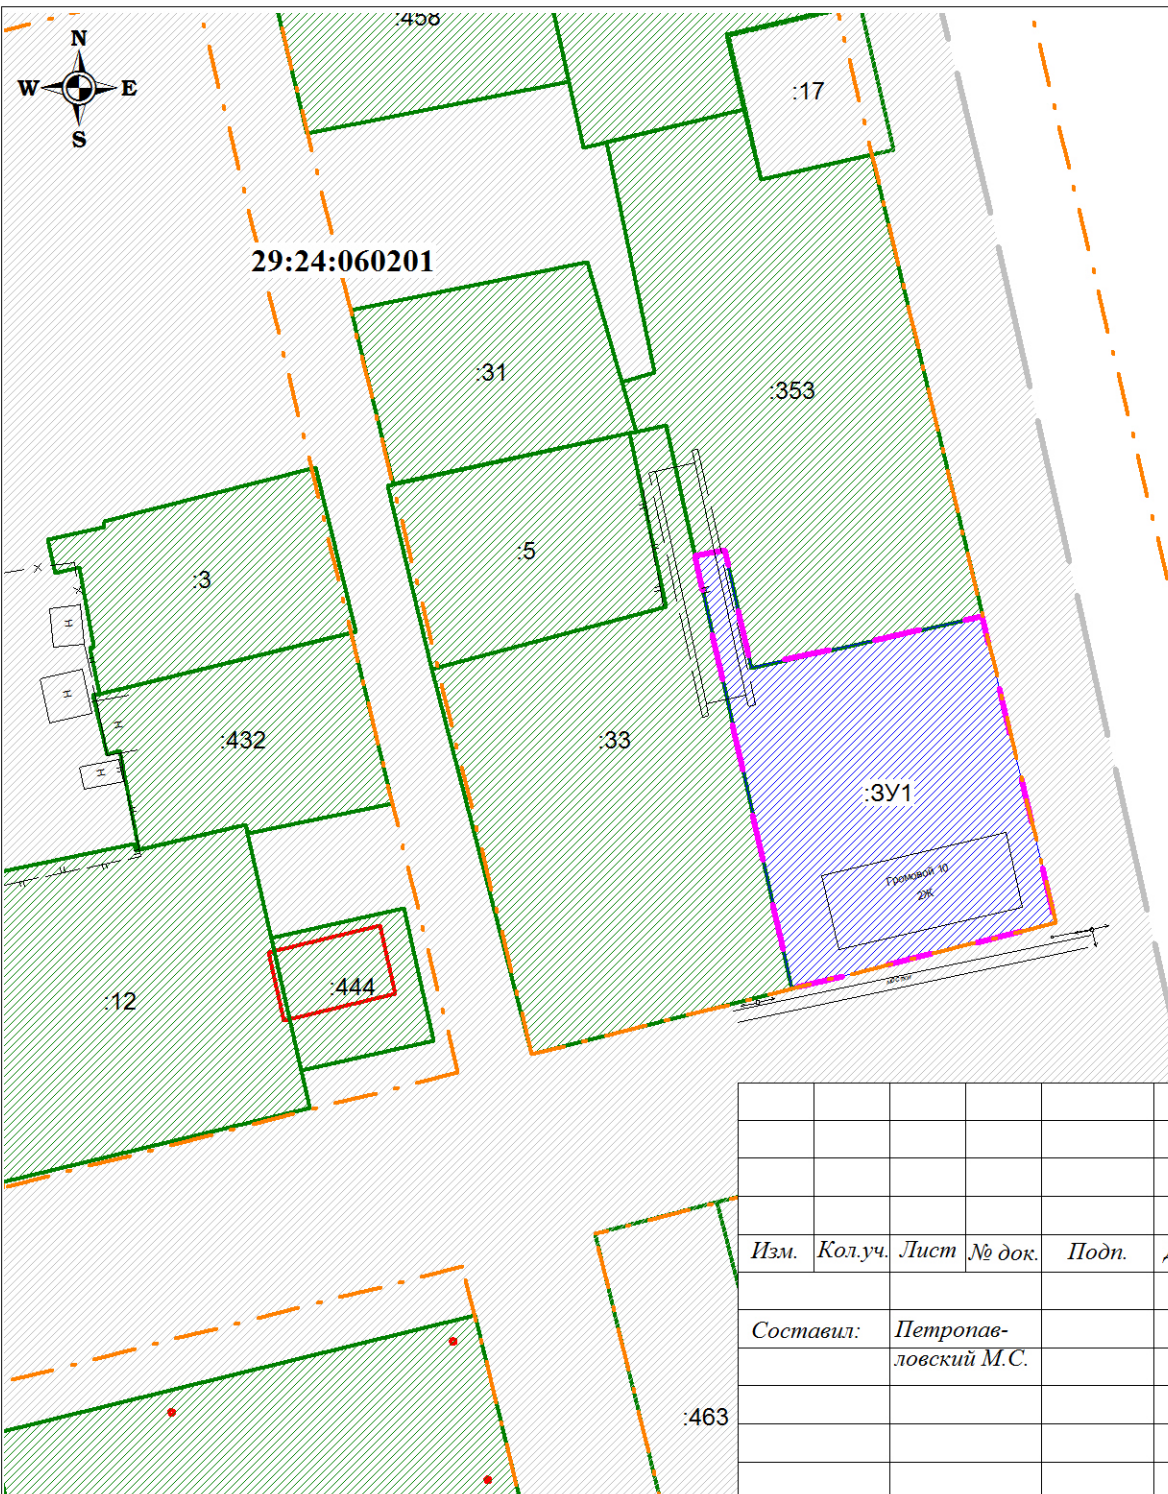 :458
N
W E
S
:17
29:24:060201
:31
:353
:5
:3
Н
Н
:33
:432
Н
Н
:ЗУ1
Громовой 10
2Ж
:444
:12
Изм. Кол.уч. Лист № док. Подп.
Составил: Петропав-
ловский М.С.
:463